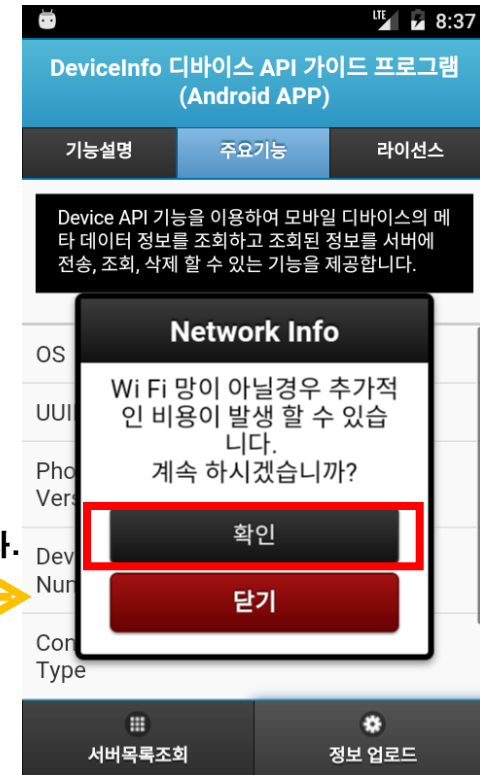 LTE 8:37
DeviceInfo 디바이스 API 가이드 프로그램
(Android APP)
기능설명 주요기능 라이선스
Device API 기능을 이용하여 모바일 디바이스의 메
타 데이터 정보를 조회하고 조회된 정보를 서버에
전송, 조회, 삭제 할 수 있는 기능을 제공합니다.
Network Info
OS
Wi Fi 망이 아닐경우 추가적
인 비용이 발생 할 수 있습
니다.
계속 하시겠습니까?
UUI
Pho
Vers
확인
Dev
Num
닫기
Con
Type
서버목록조회 정보 업로드